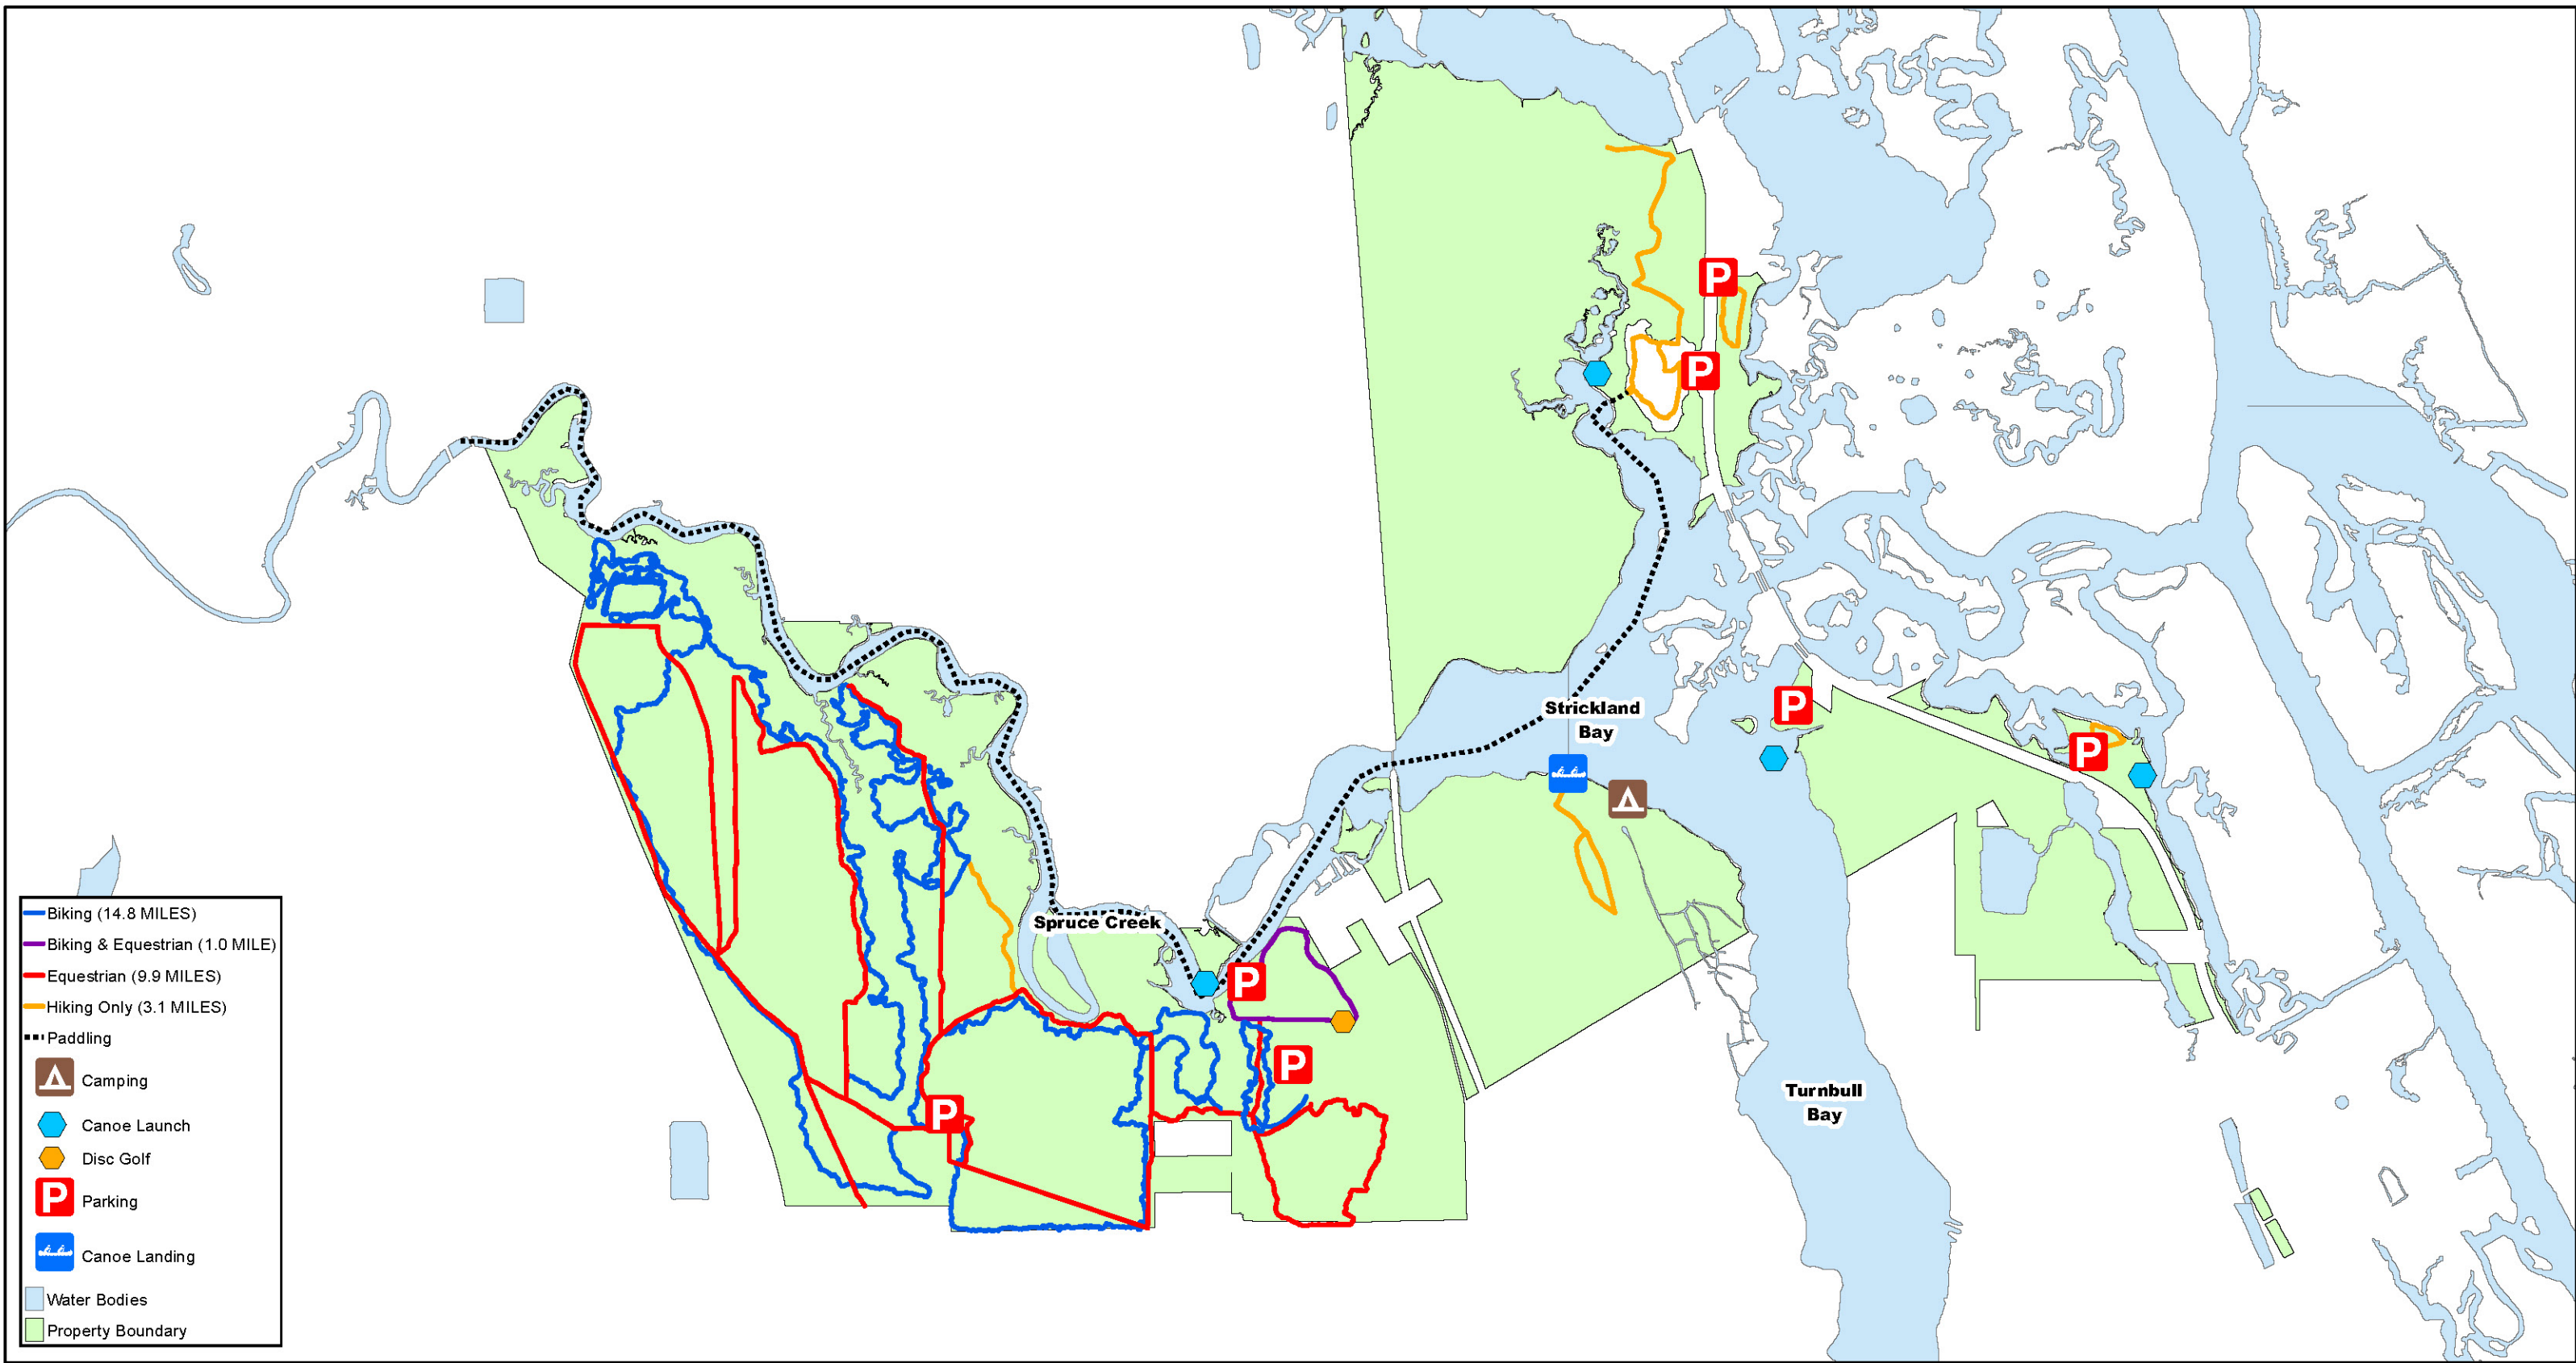 P
P
Strickland
Bay
P
P
Spruce Creek
P
P
P
Turnbull
Bay
Biking (14.8 MILES)
Biking & Equestrian (1.0 MILE)
Equestrian (9.9 MILES)
Hiking Only (3.1 MILES)
Paddling
Camping
Canoe Launch
Disc Golf
P Parking
Canoe Landing
Water Bodies
Property Boundary